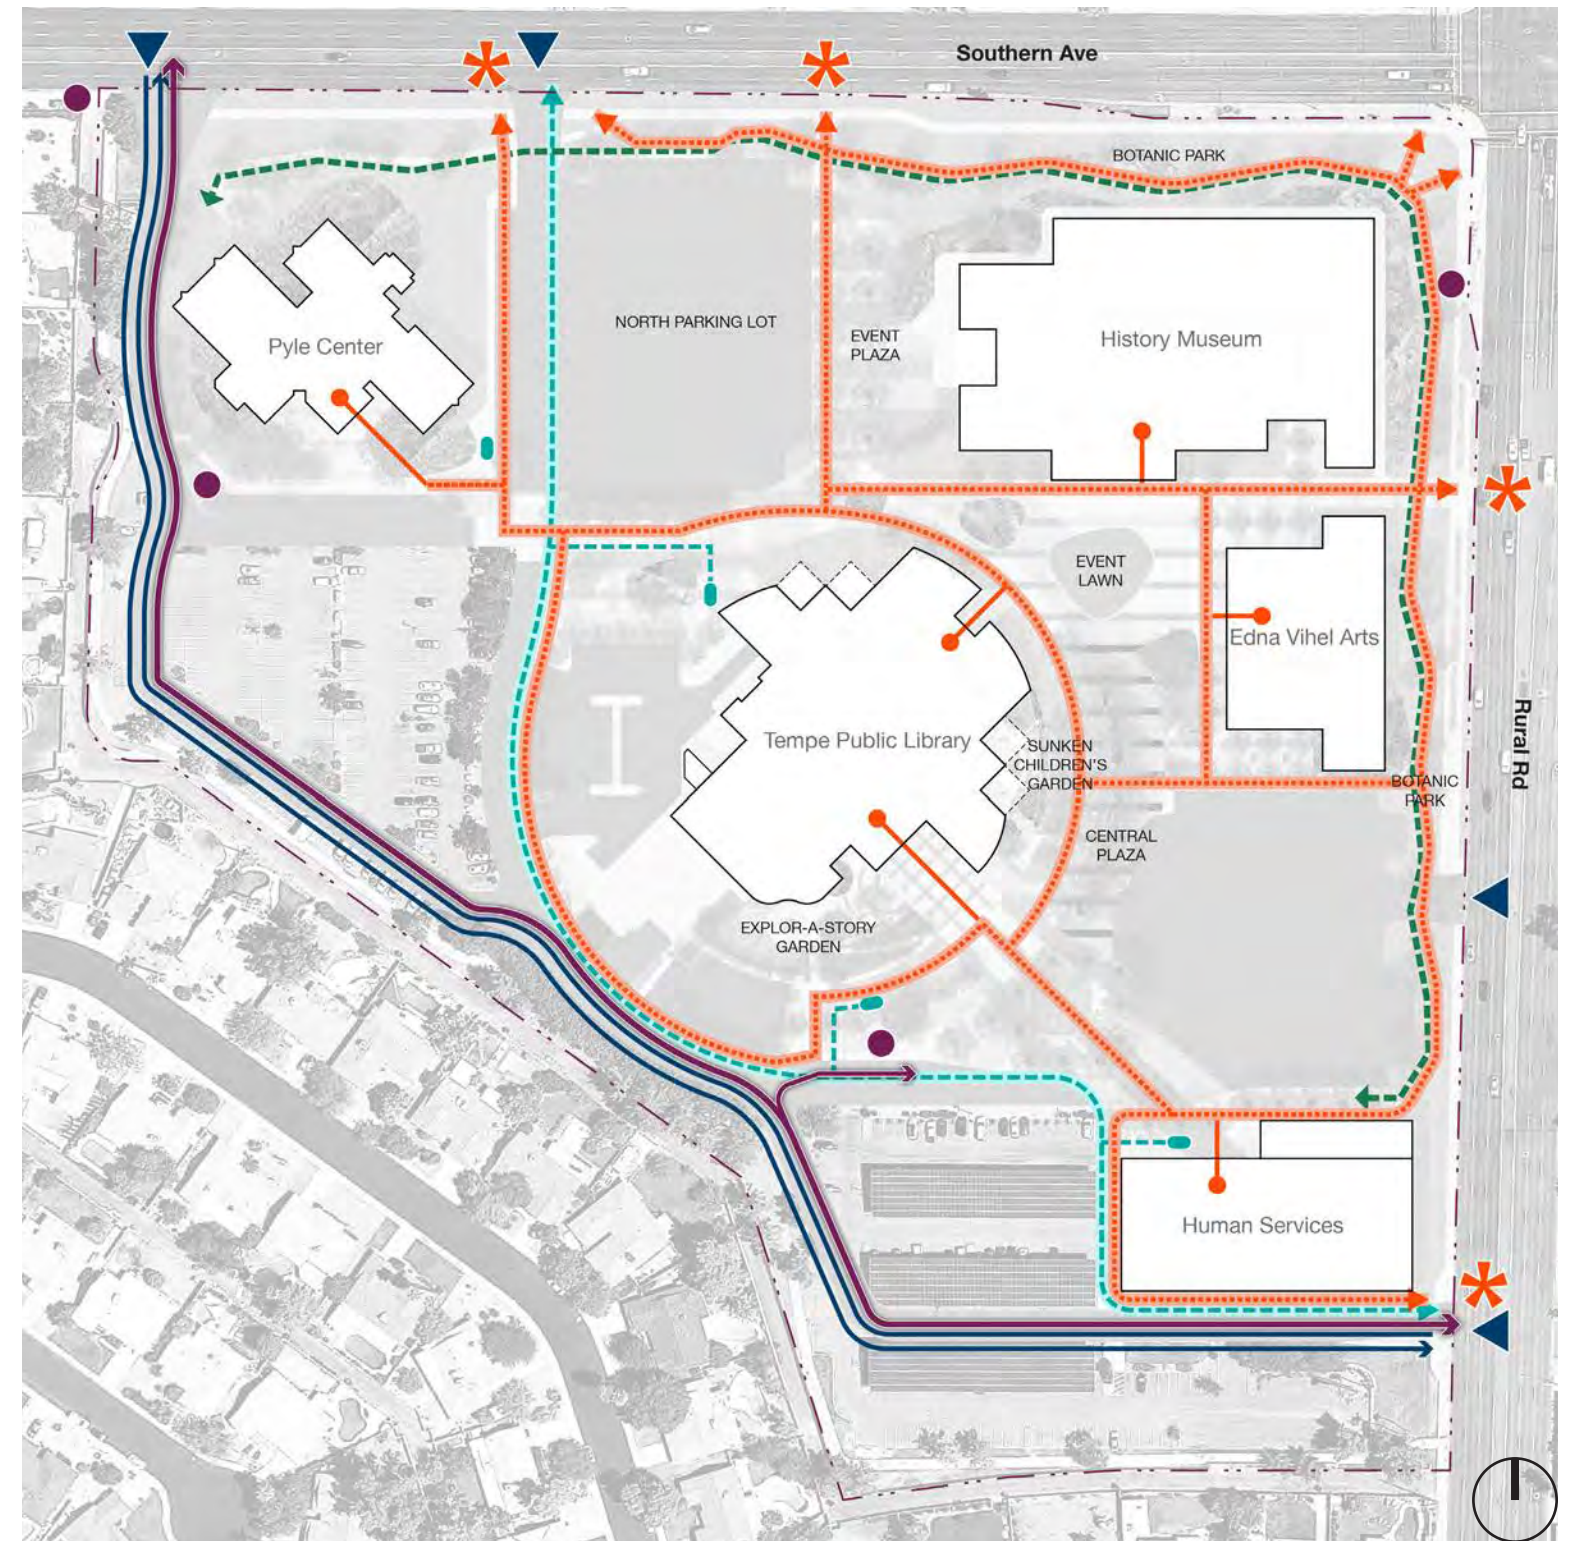 Southern Ave
BOTANIC PARK
NORTH PARKING LOT
Pyle Center
EVENT
PLAZA
History Museum
EVENT
LAWN
Edna Vihel Arts
Tempe Public Library
SUNKEN
CHILDREN'S
GARDEN
Rural Rd
BOTANIC
PARK
CENTRAL
PLAZA
EXPLOR-A-STORY
GARDEN
Human Services